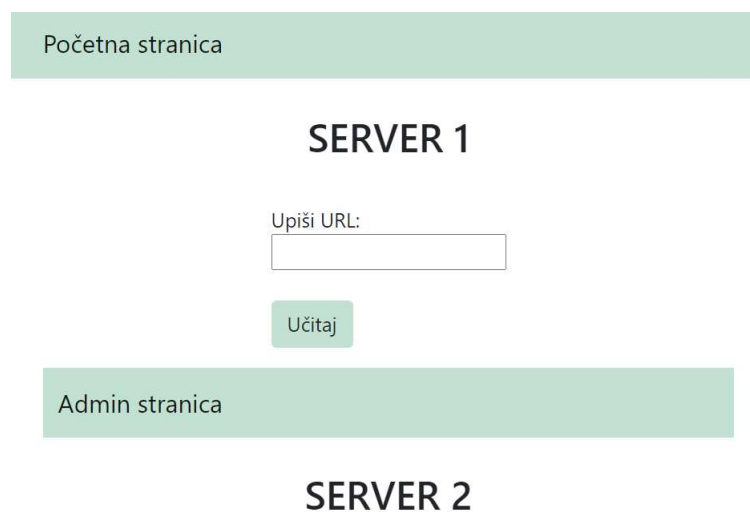 Početna stranica
SERVER 1
Upiši URL:
Učitaj
Admin stranica
SERVER 2